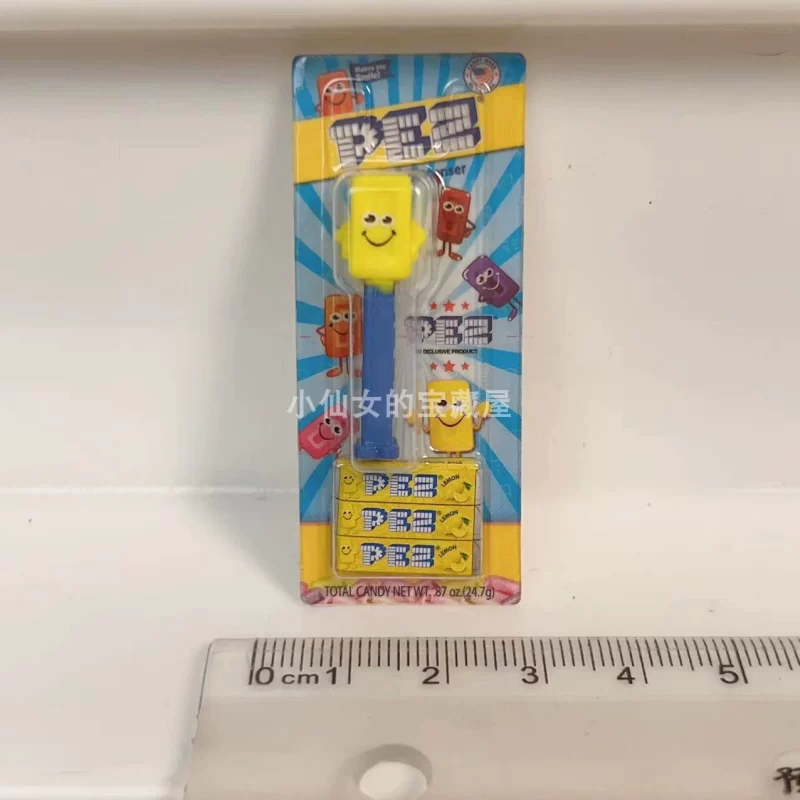 Makes you Smile!
PEZ®
PEZ
EXCLUSIVE PRODUCT
小仙女的宝藏屋
PEZ® LEMON
PEZ® LEMON
PEZ® LEMON
TOTAL CANDY NET WT. .87 oz.(24.7g)
0 cm 1 2 3 4 5